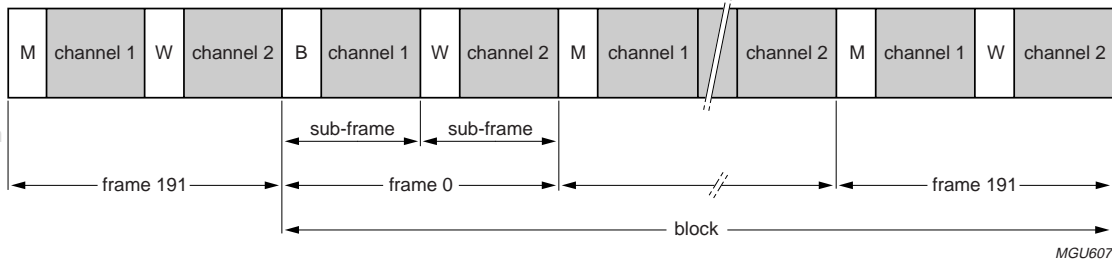 M channel 1 W channel 2 B channel 1 W channel 2 M channel 1 channel 2 M channel 1 W channel 2
sub-frame sub-frame
frame 191 frame 0 frame 191
block
MGU607